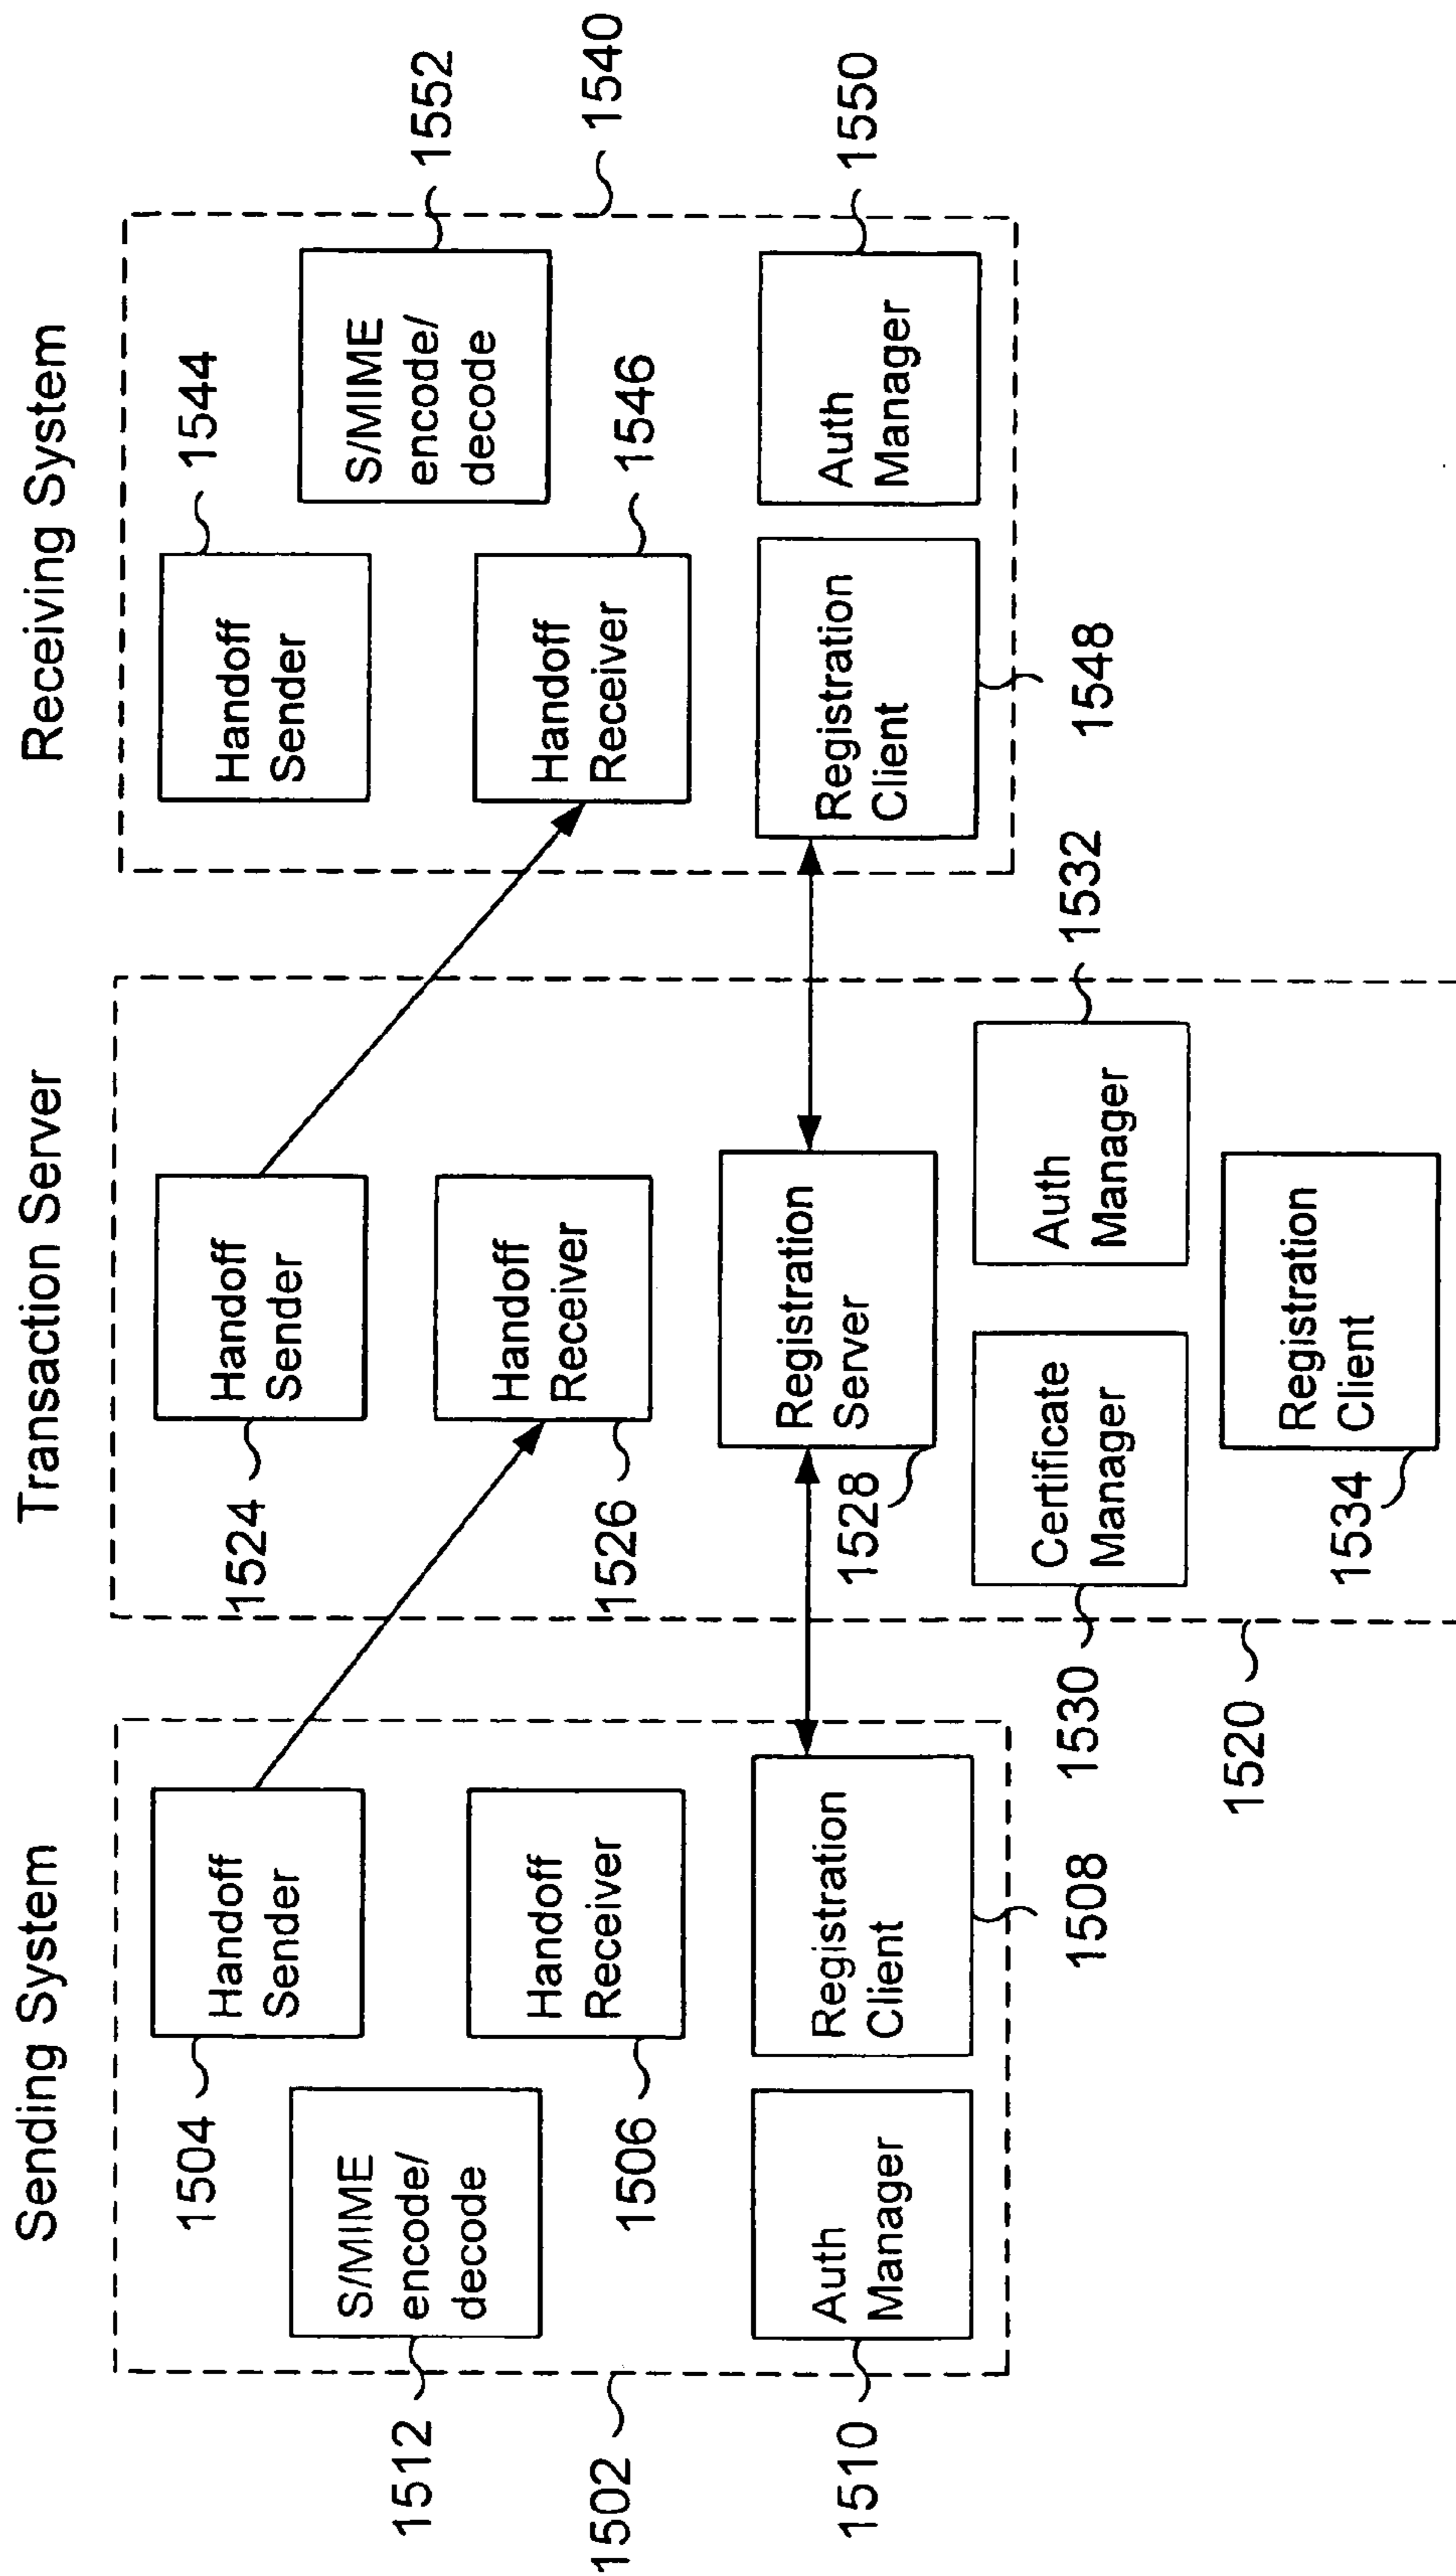 Sending System
1504
Handoff
Sender
1512
S/MIME
encode/
decode
1506
Handoff
Receiver
1502
1510
Auth
Manager
Registration
Client
1508
Transaction Server
Handoff
Sender
1524
Handoff
Receiver
1526
Registration
Server
1528
Certificate
Manager
1530
Auth
Manager
1532
Registration
Client
1534
1520
Receiving System
Handoff
Sender
1544
S/MIME
encode/
decode
1552
1540
Handoff
Receiver
1546
Registration
Client
1548
Auth
Manager
1550